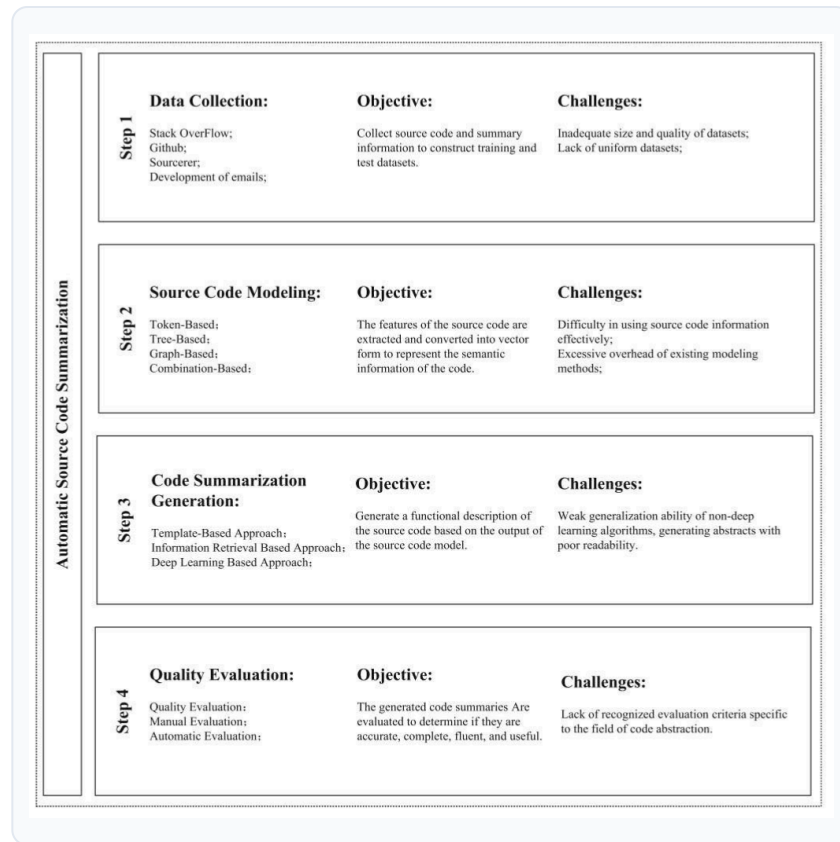 Automatic Source Code Summarization
Step 1
Data Collection:
Stack OverFlow;
Github;
Sourcerer;
Development of emails;
Objective:
Collect source code and summary
information to construct training and
test datasets.
Challenges:
Inadequate size and quality of datasets;
Lack of uniform datasets;
Step 2
Source Code Modeling:
Token-Based;
Tree-Based;
Graph-Based;
Combination-Based;
Objective:
The features of the source code are
extracted and converted into vector
form to represent the semantic
information of the code.
Challenges:
Difficulty in using source code information
effectively;
Excessive overhead of existing modeling
methods;
Step 3
Code Summarization
Generation:
Template-Based Approach;
Information Retrieval Based Approach;
Deep Learning Based Approach;
Objective:
Generate a functional description of
the source code based on the output of
the source code model.
Challenges:
Weak generalization ability of non-deep
learning algorithms, generating abstracts with
poor readability.
Step 4
Quality Evaluation:
Quality Evaluation;
Manual Evaluation;
Automatic Evaluation;
Objective:
The generated code summaries Are
evaluated to determine if they are
accurate, complete, fluent, and useful.
Challenges:
Lack of recognized evaluation criteria specific
to the field of code abstraction.